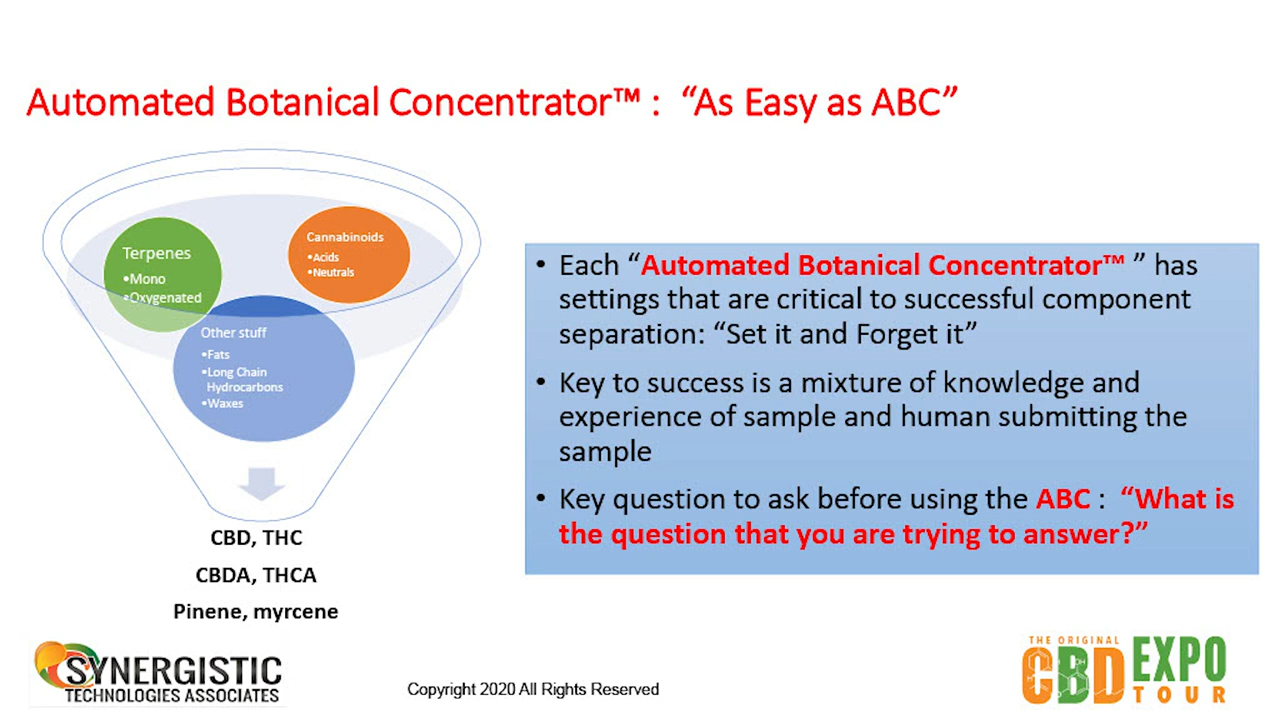 Automated Botanical Concentrator™ : “As Easy as ABC”
Terpenes
•Mono
•Oxygenated
Cannabinoids
•Acids
•Neutrals
Other stuff
•Fats
•Long Chain
Hydrocarbons
•Waxes
CBD, THC
CBDA, THCA
Pinene, myrcene
• Each “Automated Botanical Concentrator™ ” has
settings that are critical to successful component
separation: “Set it and Forget it”
• Key to success is a mixture of knowledge and
experience of sample and human submitting the
sample
• Key question to ask before using the ABC : “What is
the question that you are trying to answer?”
SYNERGISTIC
TECHNOLOGIES ASSOCIATES
Copyright 2020 All Rights Reserved
THE ORIGINAL
CBD EXPO
TOUR